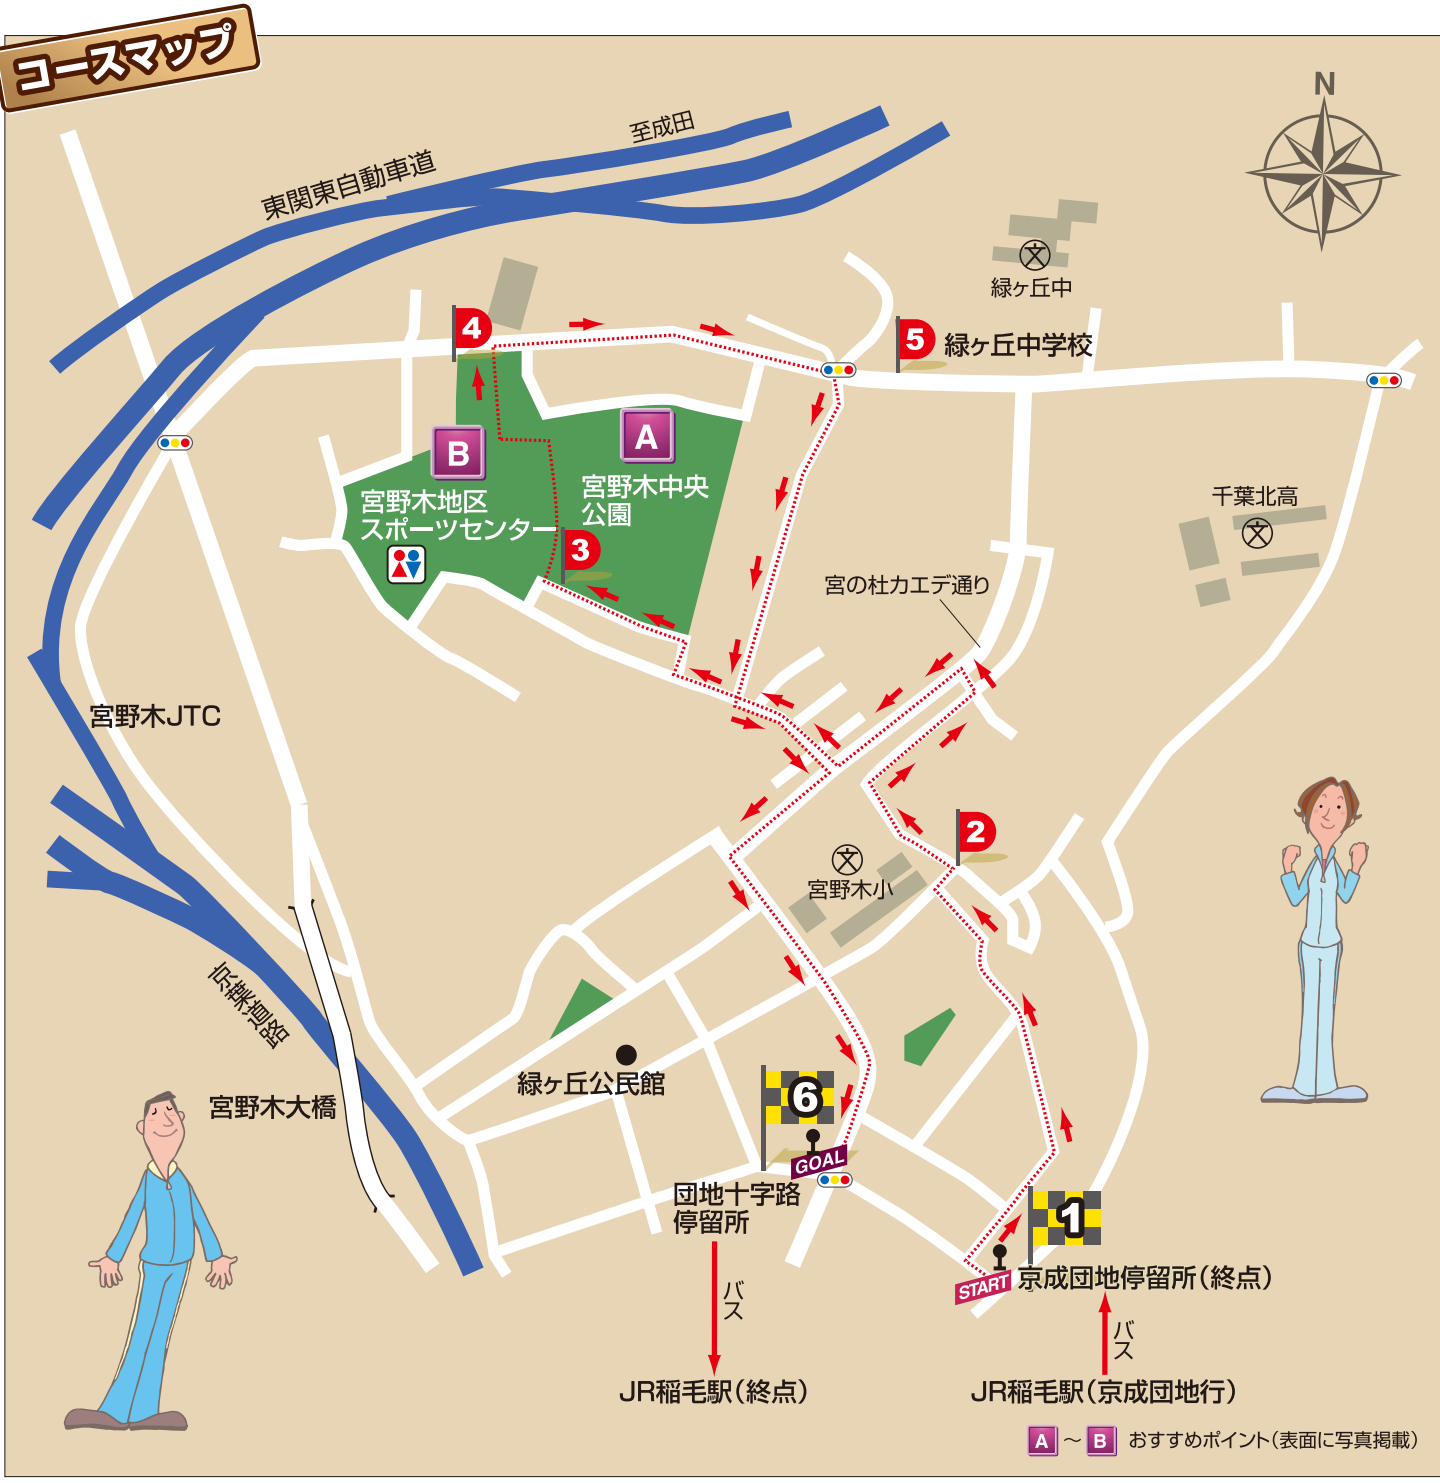 コースマップ
N
至成田
東関東自動車道
緑ヶ丘中
4
5
緑ヶ丘中学校
A
B
宮野木地区
スポーツセンター
宮野木中央
公園
千葉北高
3
宮の杜カエデ通り
宮野木JTC
2
宮野木小
京葉道路
緑ヶ丘公民館
宮野木大橋
6
GOAL
団地十字路
停留所
1
START
京成団地停留所(終点)
バス
バス
JR稲毛駅(終点)
JR稲毛駅(京成団地行)
A ~ B おすすめポイント(表面に写真掲載)